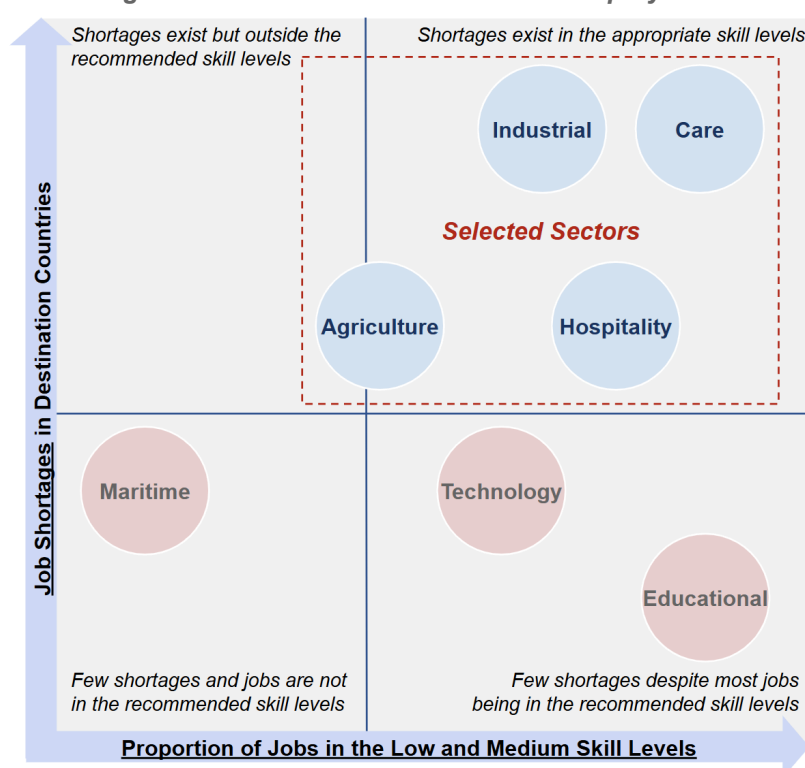 Shortages exist but outside the
recommended skill levels
Shortages exist in the appropriate skill levels
Industrial
Care
Selected Sectors
Agriculture
Hospitality
Job Shortages in Destination Countries
Maritime
Technology
Educational
Few shortages and jobs are not
in the recommended skill levels
Few shortages despite most jobs
being in the recommended skill levels
Proportion of Jobs in the Low and Medium Skill Levels